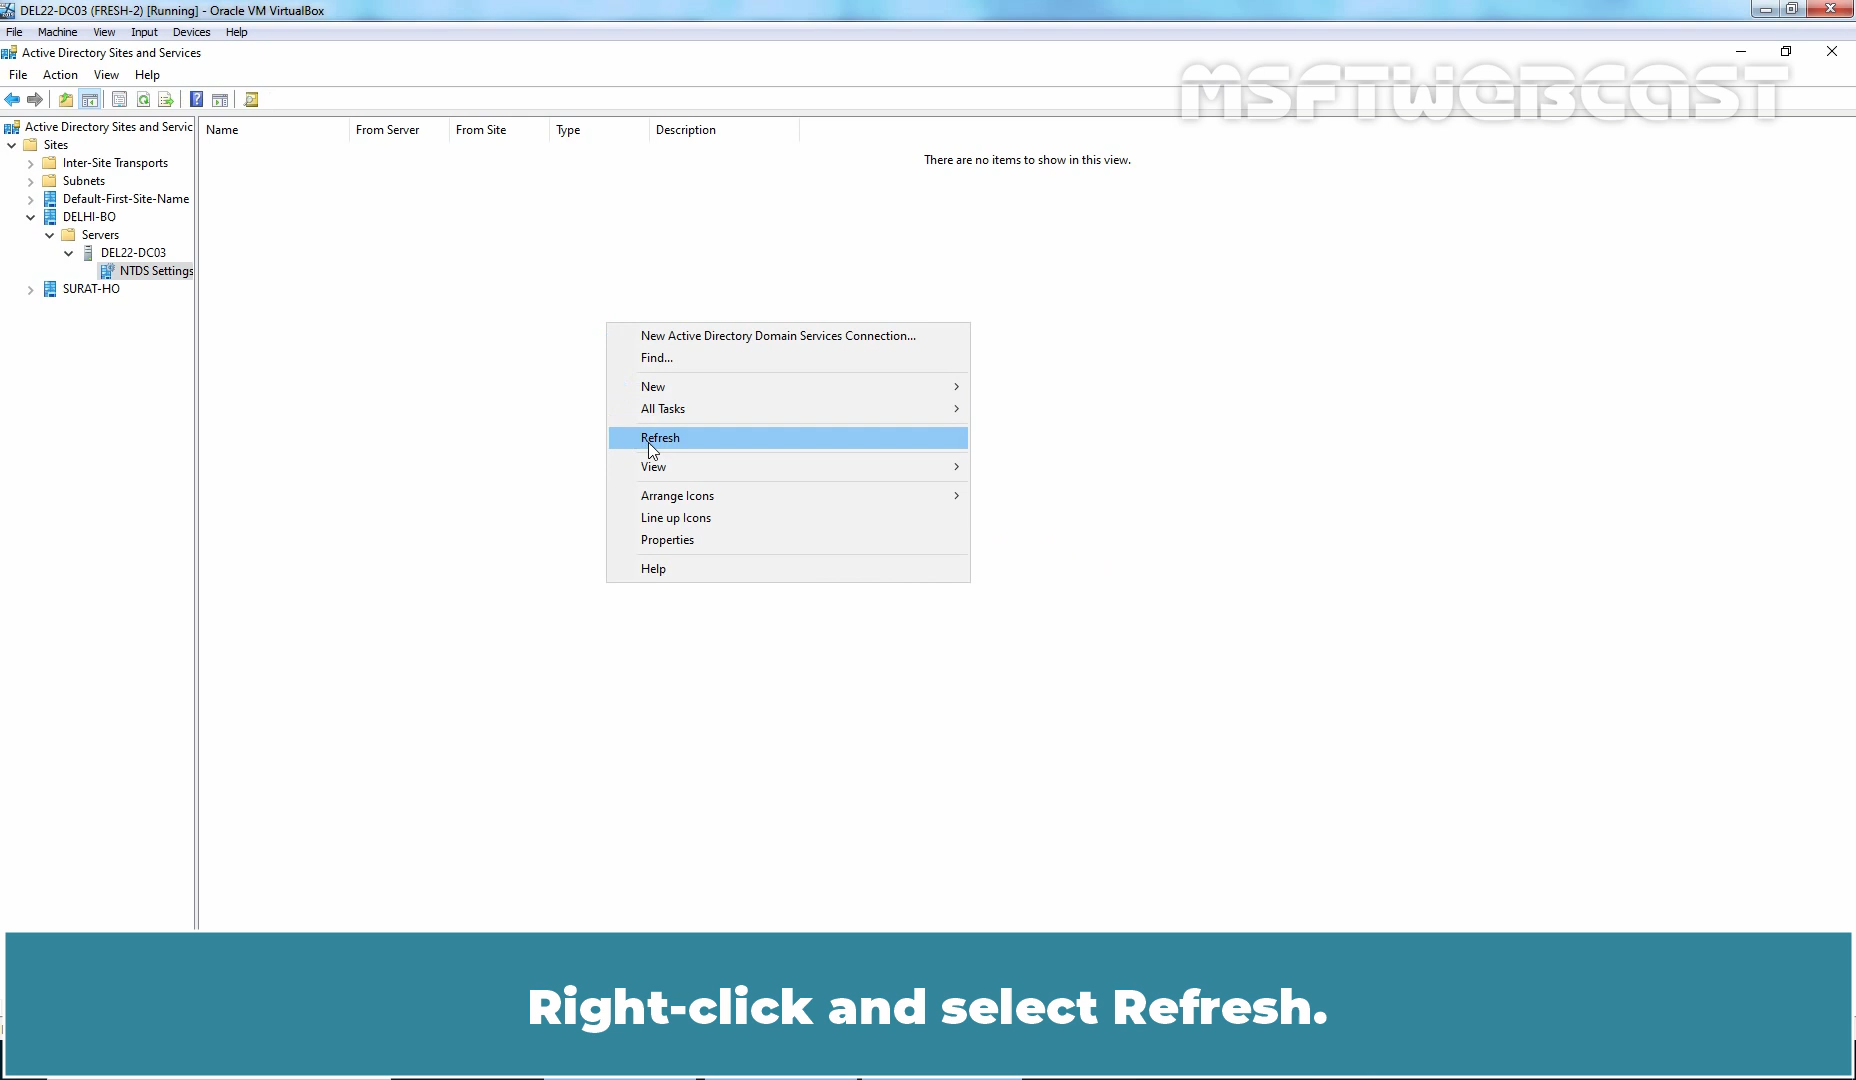 DEL22-DC03 (FRESH-2) [Running] - Oracle VM VirtualBox
File Machine View Input Devices Help
Active Directory Sites and Services
File Action View Help
MSFTWEBCAST
Active Directory Sites and Servic
Name From Server From Site Type Description
Sites
There are no items to show in this view.
Inter-Site Transports
Subnets
Default-First-Site-Name
DELHI-BO
Servers
DEL22-DC03
NTDS Settings
SURAT-HO
New Active Directory Domain Services Connection...
Find...
New
All Tasks
Refresh
View
Arrange Icons
Line up Icons
Properties
Help
Right-click and select Refresh.